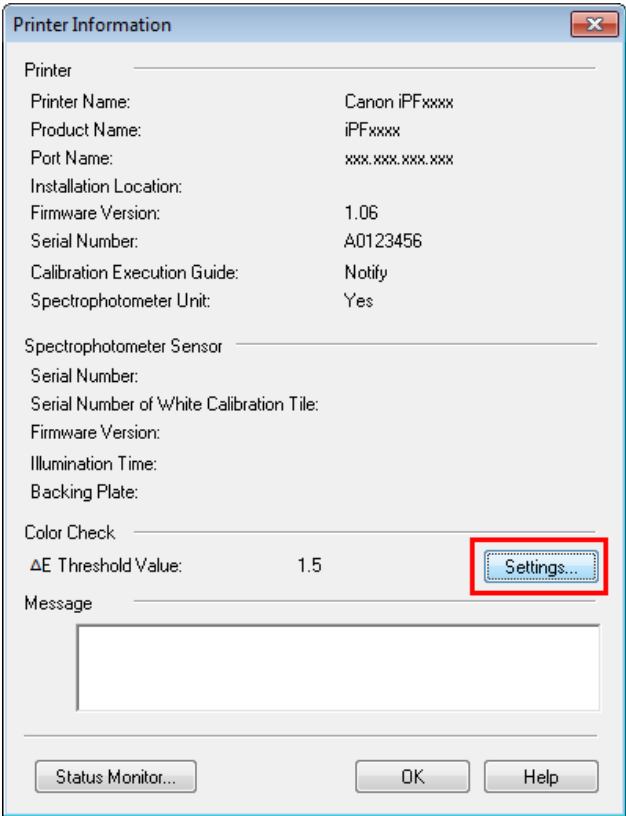 Printer Information
Printer
Printer Name: Canon iPFxxxx
Product Name: iPFxxxx
Port Name: xxx.xxx.xxx.xxx
Installation Location:
Firmware Version: 1.06
Serial Number: A0123456
Calibration Execution Guide: Notify
Spectrophotometer Unit: Yes
Spectrophotometer Sensor
Serial Number:
Serial Number of White Calibration Tile:
Firmware Version:
Illumination Time:
Backing Plate:
Color Check
ΔE Threshold Value: 1.5 Settings...
Message
Status Monitor... OK Help